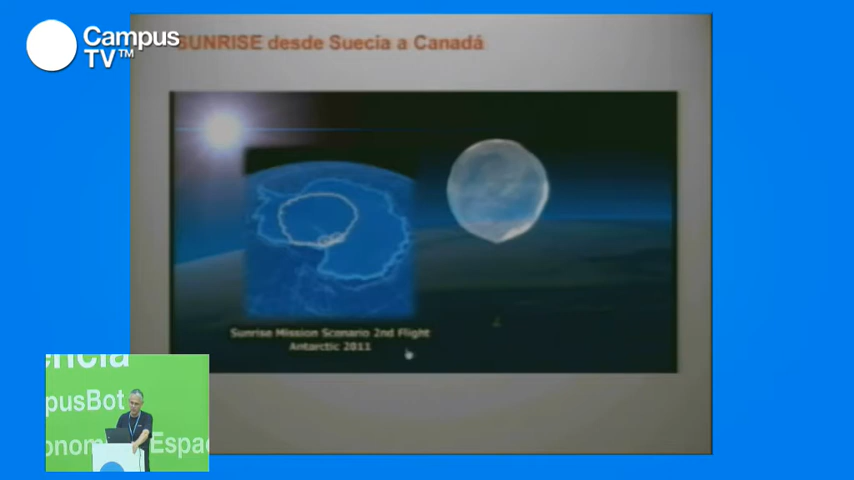 Campus
TV™
SUNRISE desde Suecia a Canadá
Sunrise Mission Scenario 2nd Flight
Antarctic 2011
encia
pusBot
onom
Espac